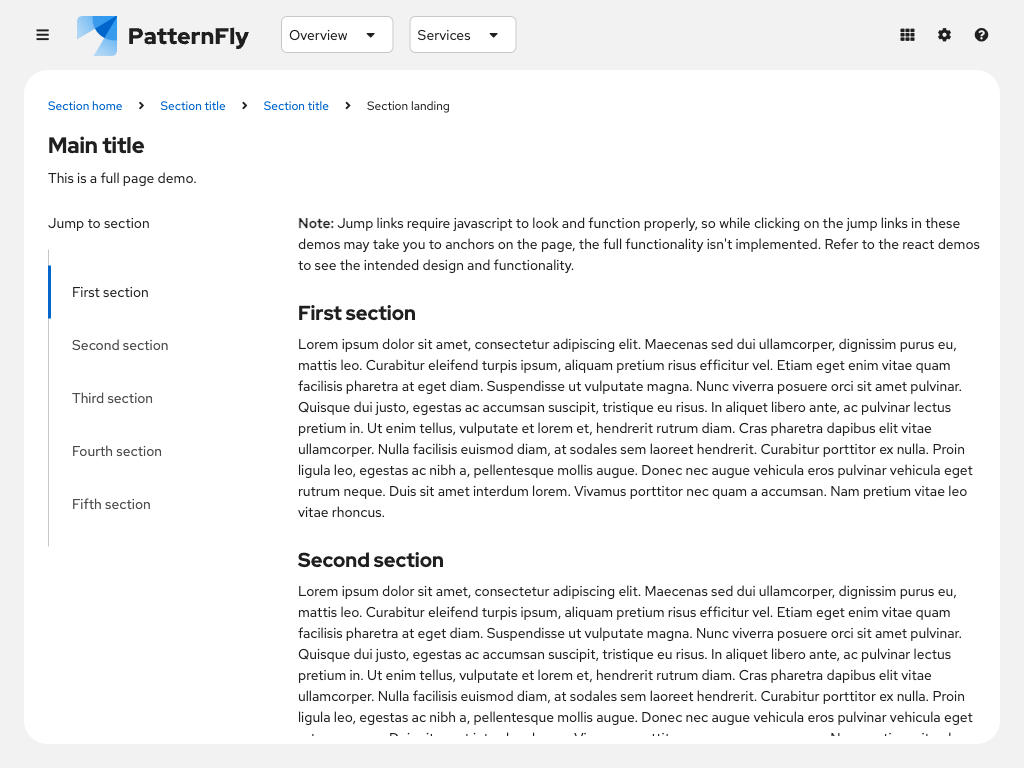 PatternFly
Overview
Services
Section home
Section title
Section title
Section landing
Main title
This is a full page demo.
Jump to section
First section
Second section
Third section
Fourth section
Fifth section
Note: Jump links require javascript to look and function properly, so while clicking on the jump links in these
demos may take you to anchors on the page, the full functionality isn't implemented. Refer to the react demos
to see the intended design and functionality.
First section
Lorem ipsum dolor sit amet, consectetur adipiscing elit. Maecenas sed dui ullamcorper, dignissim purus eu,
mattis leo. Curabitur eleifend turpis ipsum, aliquam pretium risus efficitur vel. Etiam eget enim vitae quam
facilisis pharetra at eget diam. Suspendisse ut vulputate magna. Nunc viverra posuere orci sit amet pulvinar.
Quisque dui justo, egestas ac accumsan suscipit, tristique eu risus. In aliquet libero ante, ac pulvinar lectus
pretium in. Ut enim tellus, vulputate et lorem et, hendrerit rutrum diam. Cras pharetra dapibus elit vitae
ullamcorper. Nulla facilisis euismod diam, at sodales sem laoreet hendrerit. Curabitur porttitor ex nulla. Proin
ligula leo, egestas ac nibh a, pellentesque mollis augue. Donec nec augue vehicula eros pulvinar vehicula eget
rutrum neque. Duis sit amet interdum lorem. Vivamus porttitor nec quam a accumsan. Nam pretium vitae leo
vitae rhoncus.
Second section
Lorem ipsum dolor sit amet, consectetur adipiscing elit. Maecenas sed dui ullamcorper, dignissim purus eu,
mattis leo. Curabitur eleifend turpis ipsum, aliquam pretium risus efficitur vel. Etiam eget enim vitae quam
facilisis pharetra at eget diam. Suspendisse ut vulputate magna. Nunc viverra posuere orci sit amet pulvinar.
Quisque dui justo, egestas ac accumsan suscipit, tristique eu risus. In aliquet libero ante, ac pulvinar lectus
pretium in. Ut enim tellus, vulputate et lorem et, hendrerit rutrum diam. Cras pharetra dapibus elit vitae
ullamcorper. Nulla facilisis euismod diam, at sodales sem laoreet hendrerit. Curabitur porttitor ex nulla. Proin
ligula leo, egestas ac nibh a, pellentesque mollis augue. Donec nec augue vehicula eros pulvinar vehicula eget